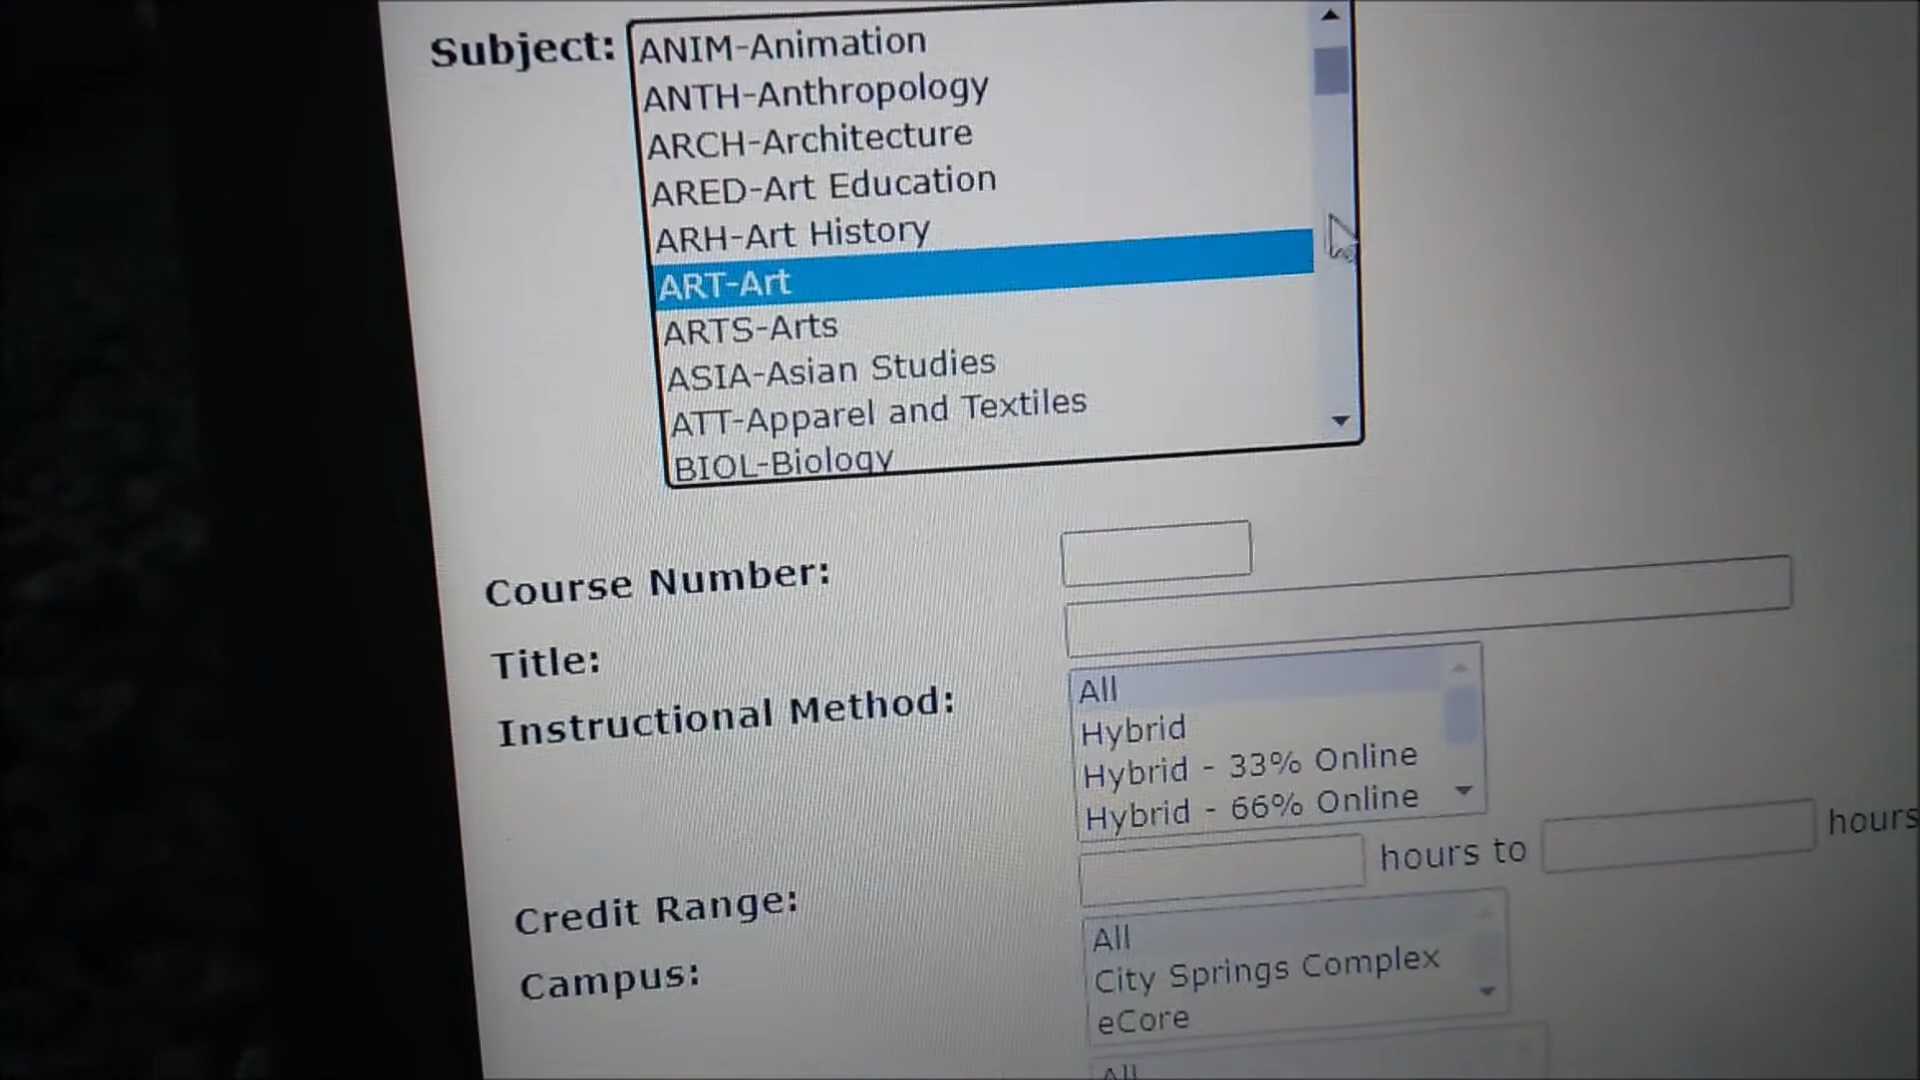 Subject:
ANIM-Animation
ANTH-Anthropology
ARCH-Architecture
ARED-Art Education
ARH-Art History
ART-Art
ARTS-Arts
ASIA-Asian Studies
ATT-Apparel and Textiles
BIOL-Biology
Course Number:
Title:
Instructional Method:
All
Hybrid
Hybrid - 33% Online
Hybrid - 66% Online
Credit Range:
hours to
hours
Campus:
All
City Springs Complex
eCore
All